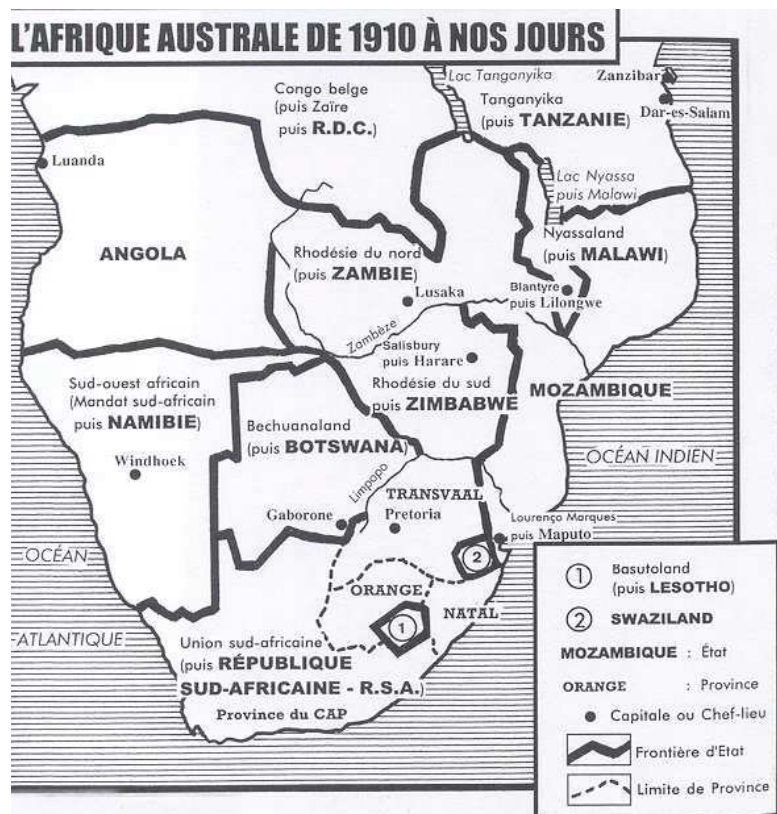 L'AFRIQUE AUSTRALE DE 1910 À NOS JOURS
Lac Tanganyika
Zanzibar
Congo belge
(puis Zaïre
puis R.D.C.)
Tanganyika
(puis TANZANIE)
Dar-es-Salam
Luanda
Lac Nyassa
puis Malawi
ANGOLA
Nyassaland
(puis MALAWI)
Rhodésie du nord
(puis ZAMBIE)
Lusaka
Blantyre
puis Lilongwe
Zambèze
Salisbury
puis Harare
Sud-ouest africain
(Mandat sud-africain
puis NAMIBIE)
Rhodésie du sud
puis ZIMBABWE
MOZAMBIQUE
Bechuanaland
(puis BOTSWANA)
Windhoek
OCÉAN INDIEN
Limpopo
TRANSVAAL
Pretoria
Gaborone
Lourenço Marques
puis Maputo
OCÉAN
ATLANTIQUE
2
ORANGE
NATAL
1
Union sud-africaine
(puis RÉPUBLIQUE
SUD-AFRICAINE - R.S.A.)
Province du CAP
1 Basutoland
(puis LESOTHO)
2 SWAZILAND
MOZAMBIQUE : État
ORANGE : Province
Capitale ou Chef-lieu
Frontière d'Etat
Limite de Province